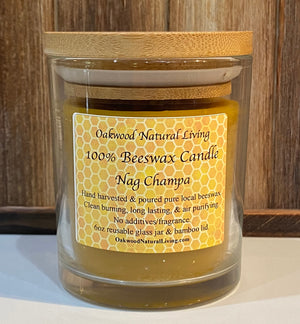 Oakwood Natural Living
100% Beeswax Candle
Nag Champa
Hand harvested & poured pure local beeswax
Clean burning, long lasting, & air purifying.
No additives/fragrance.
6oz reusable glass jar & bamboo lid
OakwoodNaturalLiving.com